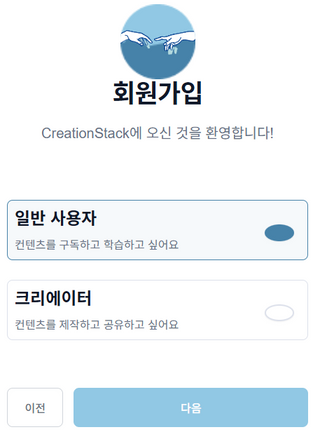 회원가입
CreationStack에 오신 것을 환영합니다!
일반 사용자
컨텐츠를 구독하고 학습하고 싶어요
크리에이터
컨텐츠를 제작하고 공유하고 싶어요
이전
다음